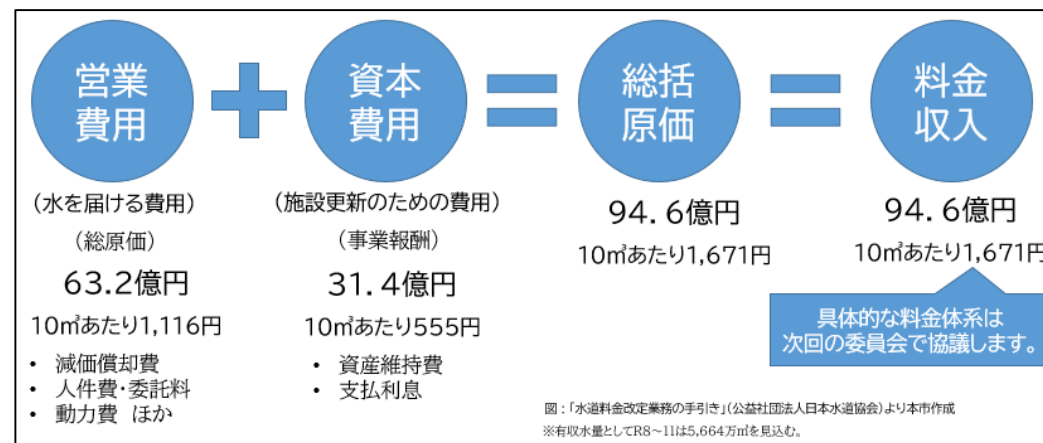 営業
費用
資本
費用
総括
原価
料金
収入
(水を届ける費用)
(総原価)
63.2億円
10㎥あたり1,116円
• 減価償却費
• 人件費・委託料
• 動力費 ほか
(施設更新のための費用)
(事業報酬)
31.4億円
10㎥あたり555円
• 資産維持費
• 支払利息
94.6億円
10㎥あたり1,671円
94.6億円
10㎥あたり1,671円
具体的な料金体系は
次回の委員会で協議します。
図:「水道料金改定業務の手引き」(公益社団法人日本水道協会)より本市作成
※有収水量としてR8~11は5,664万㎥を見込む。